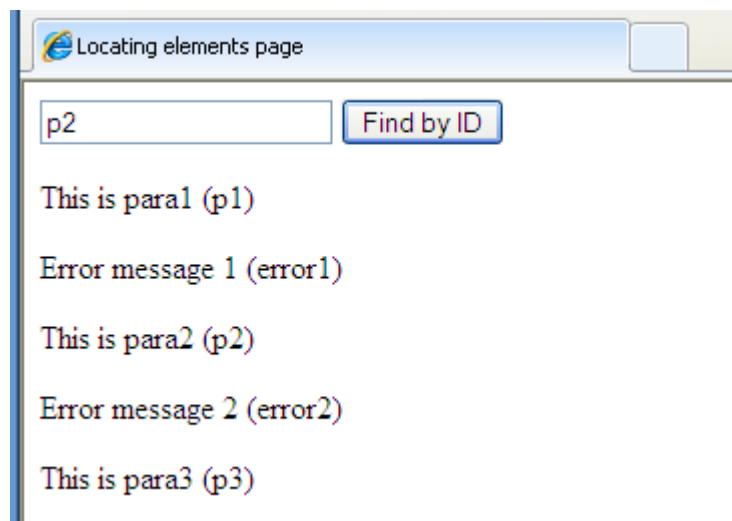 Locating elements page
p2 Find by ID
This is para1 (p1)
Error message 1 (error1)
This is para2 (p2)
Error message 2 (error2)
This is para3 (p3)